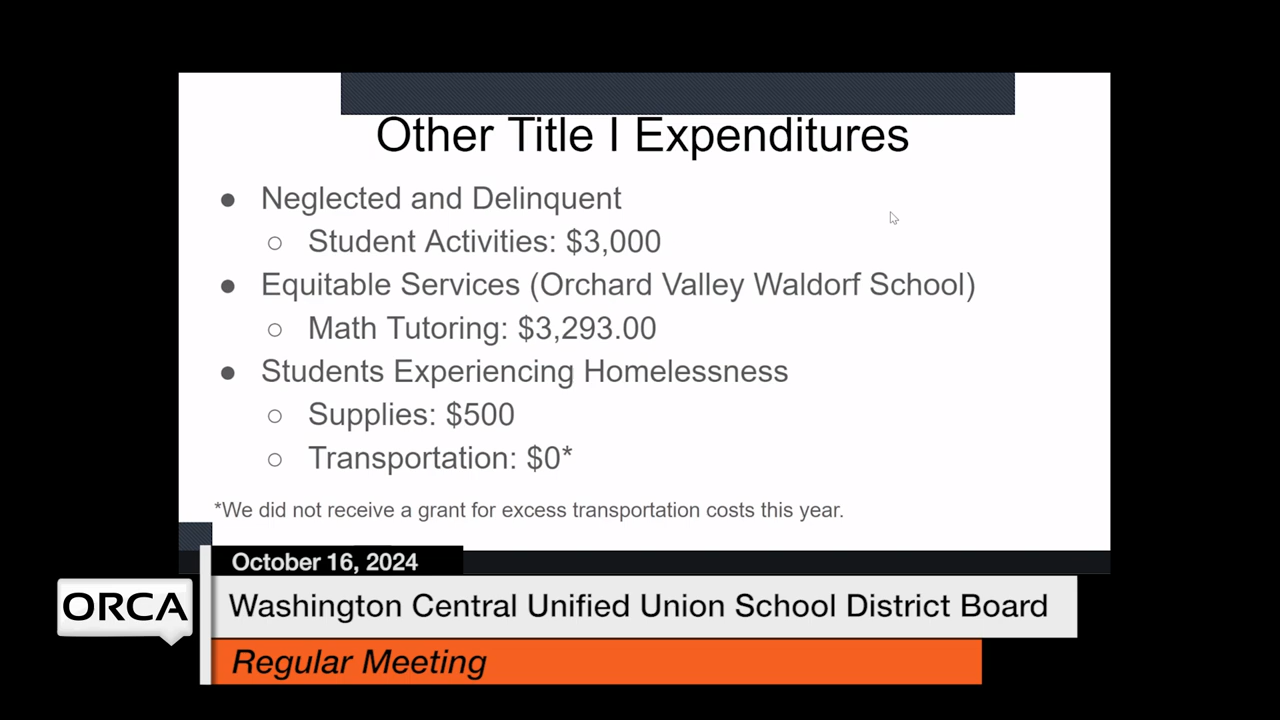 Other Title I Expenditures
● Neglected and Delinquent
○ Student Activities: $3,000
● Equitable Services (Orchard Valley Waldorf School)
○ Math Tutoring: $3,293.00
● Students Experiencing Homelessness
○ Supplies: $500
○ Transportation: $0*
*We did not receive a grant for excess transportation costs this year.
October 16, 2024
ORCA
Washington Central Unified Union School District Board
Regular Meeting